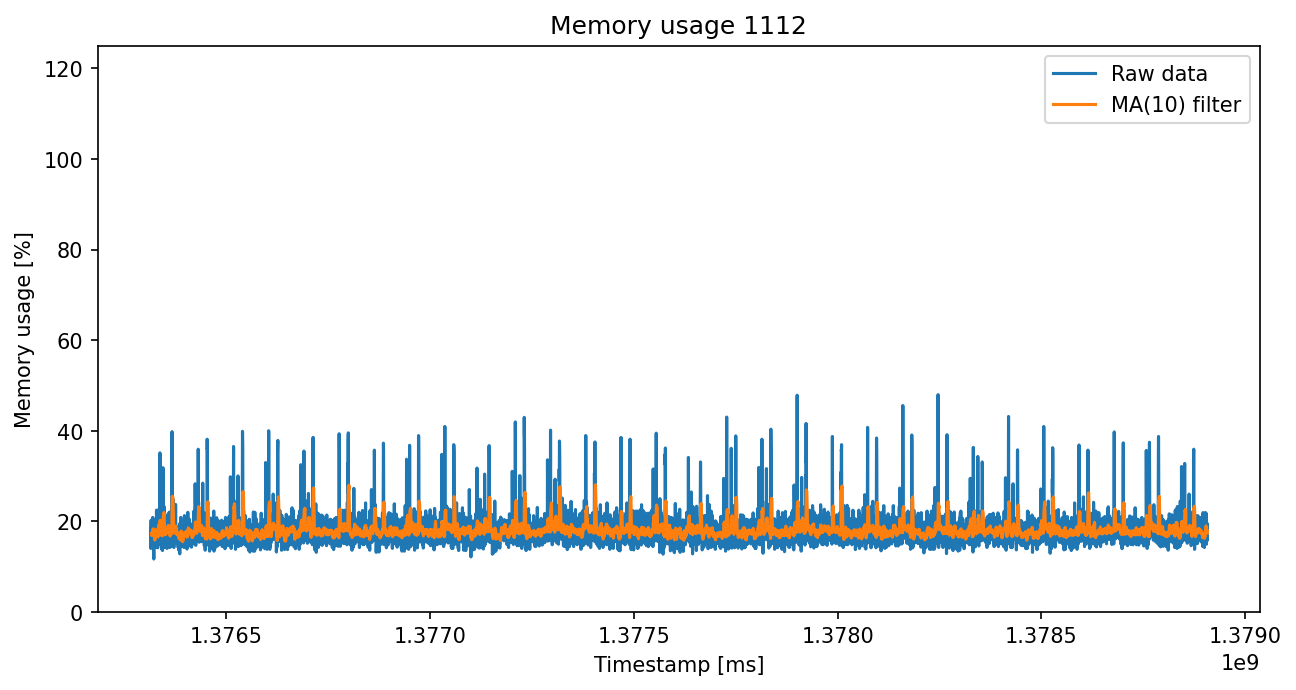 Memory usage 1112
Raw data
MA(10) filter
120
100
80
60
40
20
0
Memory usage [%]
1.3765 1.3770 1.3775 1.3780 1.3785 1.3790
1e9
Timestamp [ms]